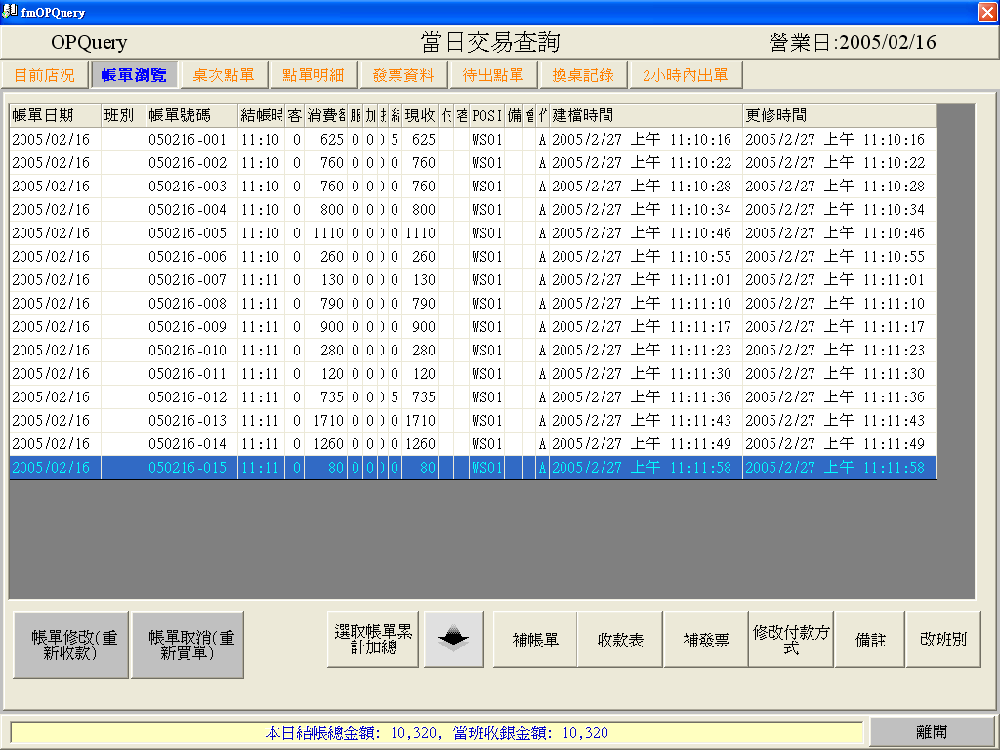 fmOPQuery
OPQuery 當日交易查詢 營業日:2005/02/16
目前店況 帳單瀏覽 桌次點單 點單明細 發票資料 待出點單 換桌記錄 2小時內出單
帳單日期 班別 帳單號碼 結帳時 客 消費 服 加 現收 付 POSI 備 建檔時間 更修時間
2005/02/16 050216-001 11:10 0 625 0 0 ) 5 625 WS01 A 2005/2/27 上午 11:10:16 2005/2/27 上午 11:10:16
2005/02/16 050216-002 11:10 0 760 0 0 ) 0 760 WS01 A 2005/2/27 上午 11:10:22 2005/2/27 上午 11:10:22
2005/02/16 050216-003 11:10 0 760 0 0 ) 0 760 WS01 A 2005/2/27 上午 11:10:28 2005/2/27 上午 11:10:28
2005/02/16 050216-004 11:10 0 800 0 0 ) 0 800 WS01 A 2005/2/27 上午 11:10:34 2005/2/27 上午 11:10:34
2005/02/16 050216-005 11:10 0 1110 0 0 ) 0 1110 WS01 A 2005/2/27 上午 11:10:46 2005/2/27 上午 11:10:46
2005/02/16 050216-006 11:10 0 260 0 0 ) 0 260 WS01 A 2005/2/27 上午 11:10:55 2005/2/27 上午 11:10:55
2005/02/16 050216-007 11:11 0 130 0 0 ) 0 130 WS01 A 2005/2/27 上午 11:11:01 2005/2/27 上午 11:11:01
2005/02/16 050216-008 11:11 0 790 0 0 ) 0 790 WS01 A 2005/2/27 上午 11:11:10 2005/2/27 上午 11:11:10
2005/02/16 050216-009 11:11 0 900 0 0 ) 0 900 WS01 A 2005/2/27 上午 11:11:17 2005/2/27 上午 11:11:17
2005/02/16 050216-010 11:11 0 280 0 0 ) 0 280 WS01 A 2005/2/27 上午 11:11:23 2005/2/27 上午 11:11:23
2005/02/16 050216-011 11:11 0 120 0 0 ) 0 120 WS01 A 2005/2/27 上午 11:11:30 2005/2/27 上午 11:11:30
2005/02/16 050216-012 11:11 0 735 0 0 ) 5 735 WS01 A 2005/2/27 上午 11:11:36 2005/2/27 上午 11:11:36
2005/02/16 050216-013 11:11 0 1710 0 0 ) 0 1710 WS01 A 2005/2/27 上午 11:11:43 2005/2/27 上午 11:11:43
2005/02/16 050216-014 11:11 0 1260 0 0 ) 0 1260 WS01 A 2005/2/27 上午 11:11:49 2005/2/27 上午 11:11:49
2005/02/16 050216-015 11:11 0 80 0 0 ) 0 80 WS01 A 2005/2/27 上午 11:11:58 2005/2/27 上午 11:11:58
帳單修改(重
新收款)
帳單取消(重
新買單)
選取帳單累
計加總
補帳單
收款表
補發票
修改付款方
式
備註
改班別
本日結帳總金額: 10,320, 當班收銀金額: 10,320
離開